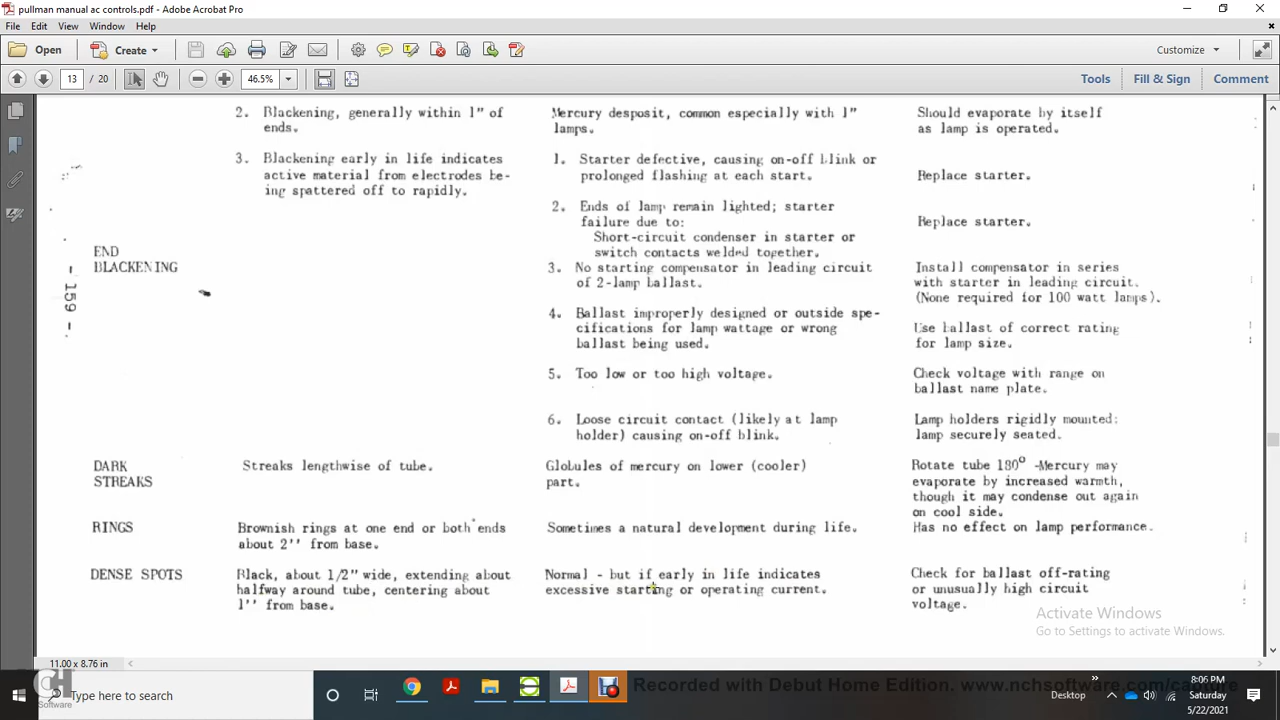 pullman manual ac controls.pdf - Adobe Acrobat Pro
File Edit View Window Help
Open Create Customize
13 / 20 46.5% Tools Fill & Sign Comment
2. Blackening, generally within 1" of
ends.
Mercury desposit, common especially with 1"
lamps.
Should evaporate by itself
as lamp is operated.
3. Blackening early in life indicates
active material from electrodes be-
ing spattered off to rapidly.
1. Starter defective, causing on-off blink or
prolonged flashing at each start.
Replace starter.
2. Ends of lamp remain lighted; starter
failure due to:
Short-circuit condenser in starter or
switch contacts welded together.
Replace starter.
END
BLACKENING
- 159 -
3. No starting compensator in leading circuit
of 2-lamp ballast.
Install compensator in series
with starter in leading circuit.
(None required for 100 watt lamps).
4. Ballast improperly designed or outside spe-
cifications for lamp wattage or wrong
ballast being used.
Use ballast of correct rating
for lamp size.
5. Too low or too high voltage.
Check voltage with range on
ballast name plate.
6. Loose circuit contact (likely at lamp
holder) causing on-off blink.
Lamp holders rigidly mounted:
lamp securely seated.
DARK
STREAKS
Streaks lengthwise of tube.
Globules of mercury on lower (cooler)
part.
Rotate tube 180° -Mercury may
evaporate by increased warmth,
though it may condense out again
on cool side.
RINGS
Brownish rings at one end or both ends
about 2'' from base.
Sometimes a natural development during life.
Has no effect on lamp performance.
DENSE SPOTS
Black, about 1/2" wide, extending about
halfway around tube, centering about
1'' from base.
Normal - but if early in life indicates
excessive starting or operating current.
Check for ballast off-rating
or unusually high circuit
voltage.
Activate Windows
Go to Settings to activate Windows.
11.00 x 8.76 in
CH
Software
Type here to search
Recorded with Debut Home Edition. www.nchsoftware.com/capture
Desktop
8:06 PM
Saturday
5/22/2021